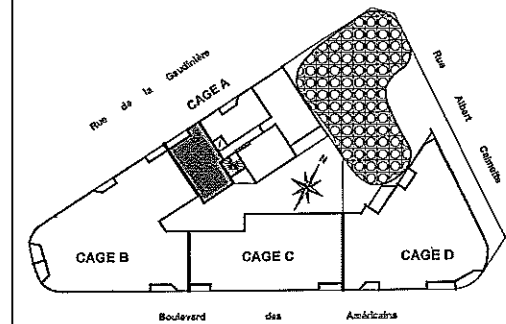 Rue de la Gaudinière
CAGE A
Rue Albert Calmette
N
CAGE B
CAGE C
CAGE D
Boulevard des Américains